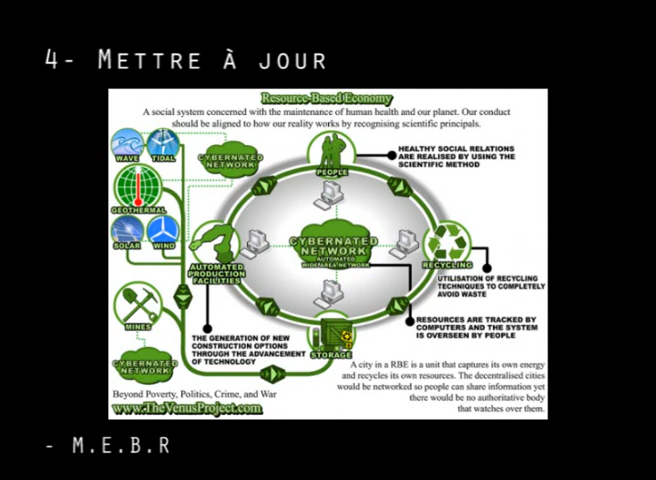 4- METTRE À JOUR
Resource-Based Economy
A social system concerned with the maintenance of human health and our planet. Our conduct
should be aligned to how our reality works by recognising scientific principals.
WAVE
TIDAL
CYBERNATED
NETWORK
PEOPLE
HEALTHY SOCIAL RELATIONS
ARE REALISED BY USING THE
SCIENTIFIC METHOD
GEOTHERMAL
SOLAR
WIND
CYBERNATED
NETWORK
AUTOMATED
WIDE AREA NETWORK
AUTOMATED
PRODUCTION
FACILITIES
RECYCLING
UTILISATION OF RECYCLING
TECHNIQUES TO COMPLETELY
AVOID WASTE
MINES
RESOURCES ARE TRACKED BY
COMPUTERS AND THE SYSTEM
IS OVERSEEN BY PEOPLE
THE GENERATION OF NEW
CONSTRUCTION OPTIONS
THROUGH THE ADVANCEMENT
OF TECHNOLOGY
STORAGE
CYBERNATED
NETWORK
A city in a RBE is a unit that captures its own energy
and recycles its own resources. The decentralised cities
would be networked so people can share information yet
there would be no authoritative body
that watches over them.
Beyond Poverty, Politics, Crime, and War
www.TheVenusProject.com
- M.E.B.R